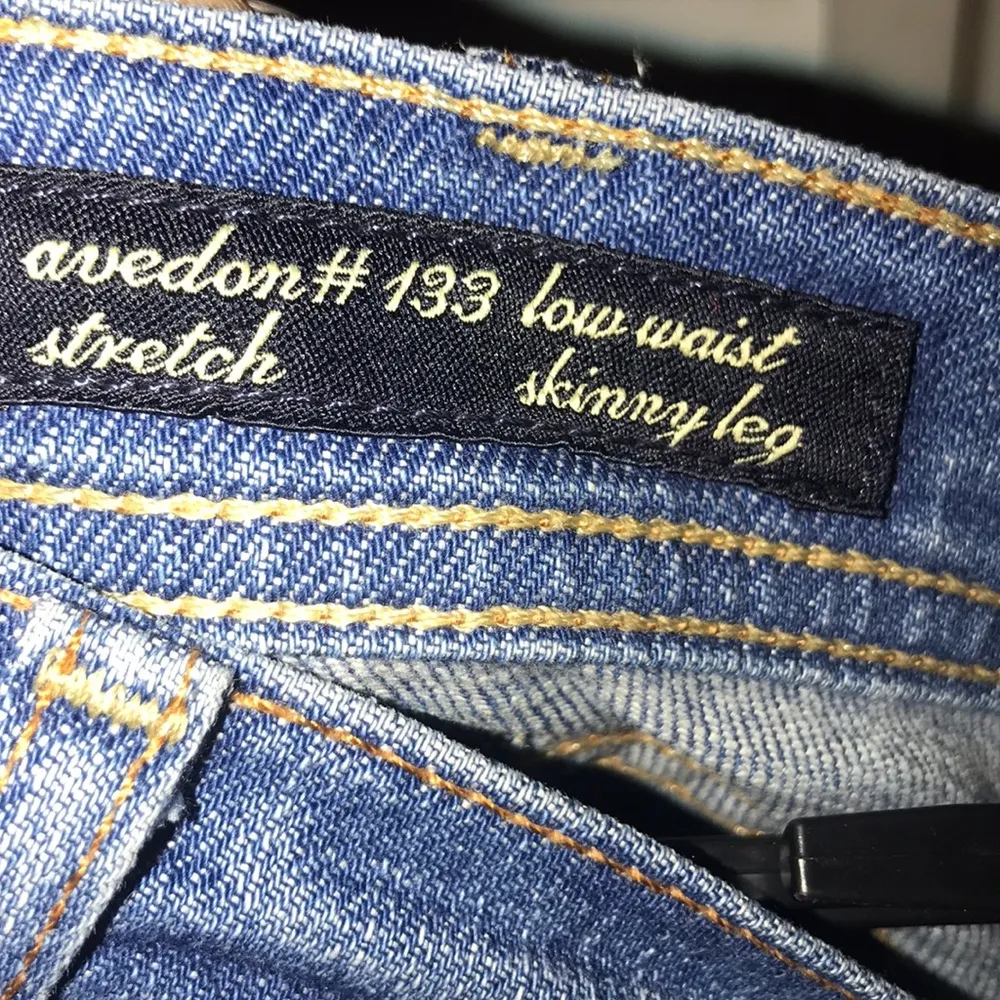 avedon# 133 low waist
stretch skinny leg